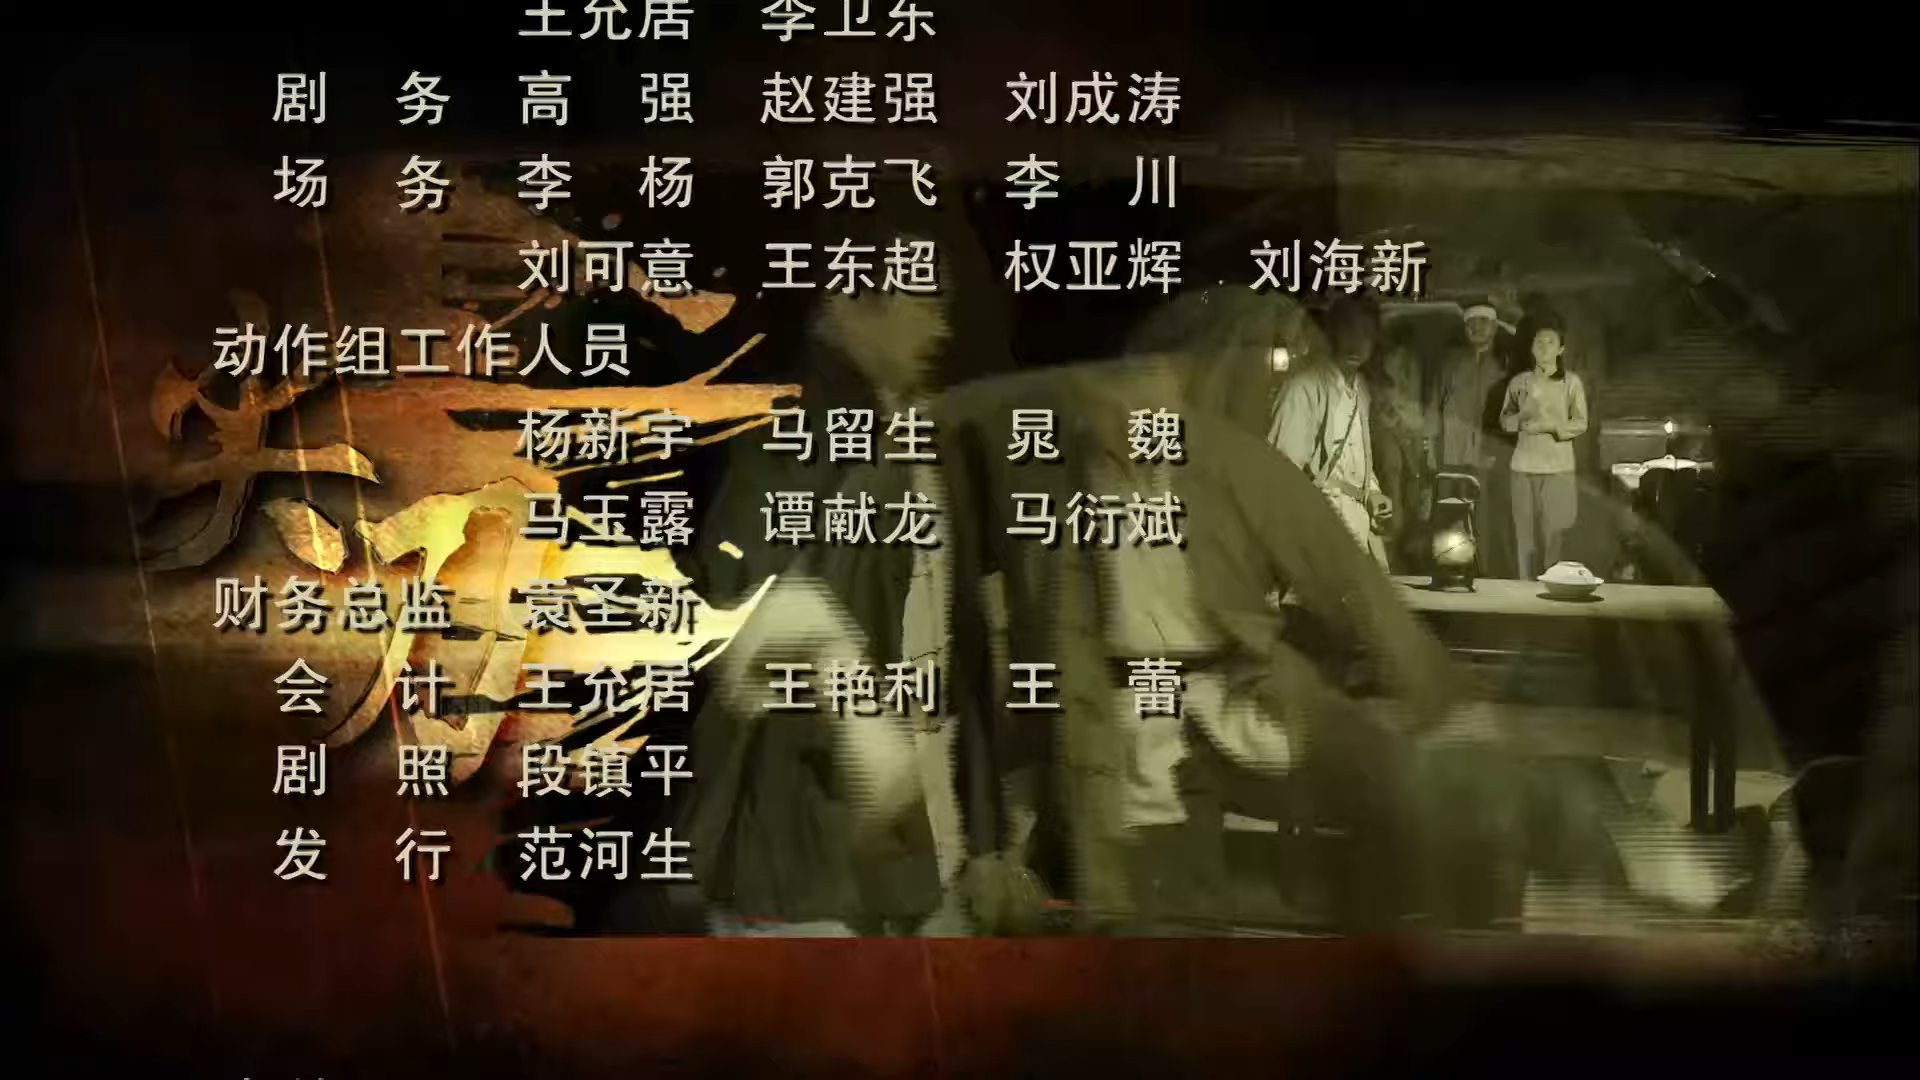 王允居 李卫东
剧 务 高 强 赵建强 刘成涛
场 务 李 杨 郭克飞 李 川
刘可意 王东超 权亚辉 刘海新
动作组工作人员
杨新宇 马留生 晁 魏
马玉露 谭献龙 马衍斌
财务总监 袁圣新
会 计 王允居 王艳利 王 蕾
剧 照 段镇平
发 行 范河生
尖刀